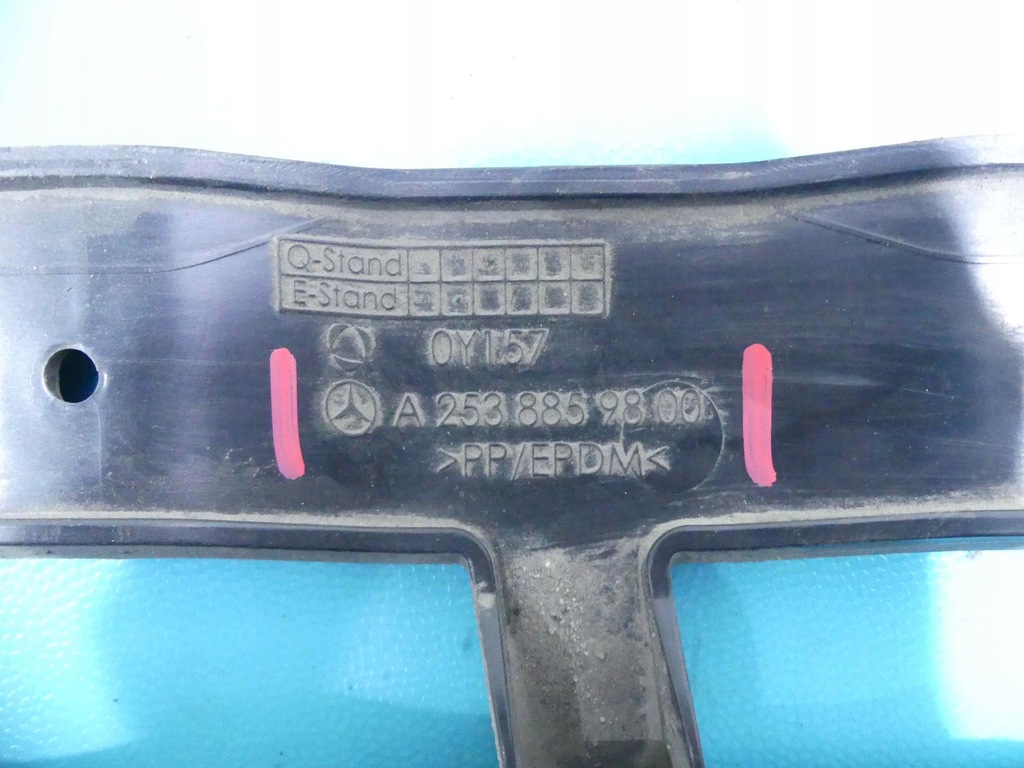 Q-Stand
E-Stand
0Y157
A 253 885 98 00
>PP/EPDM<